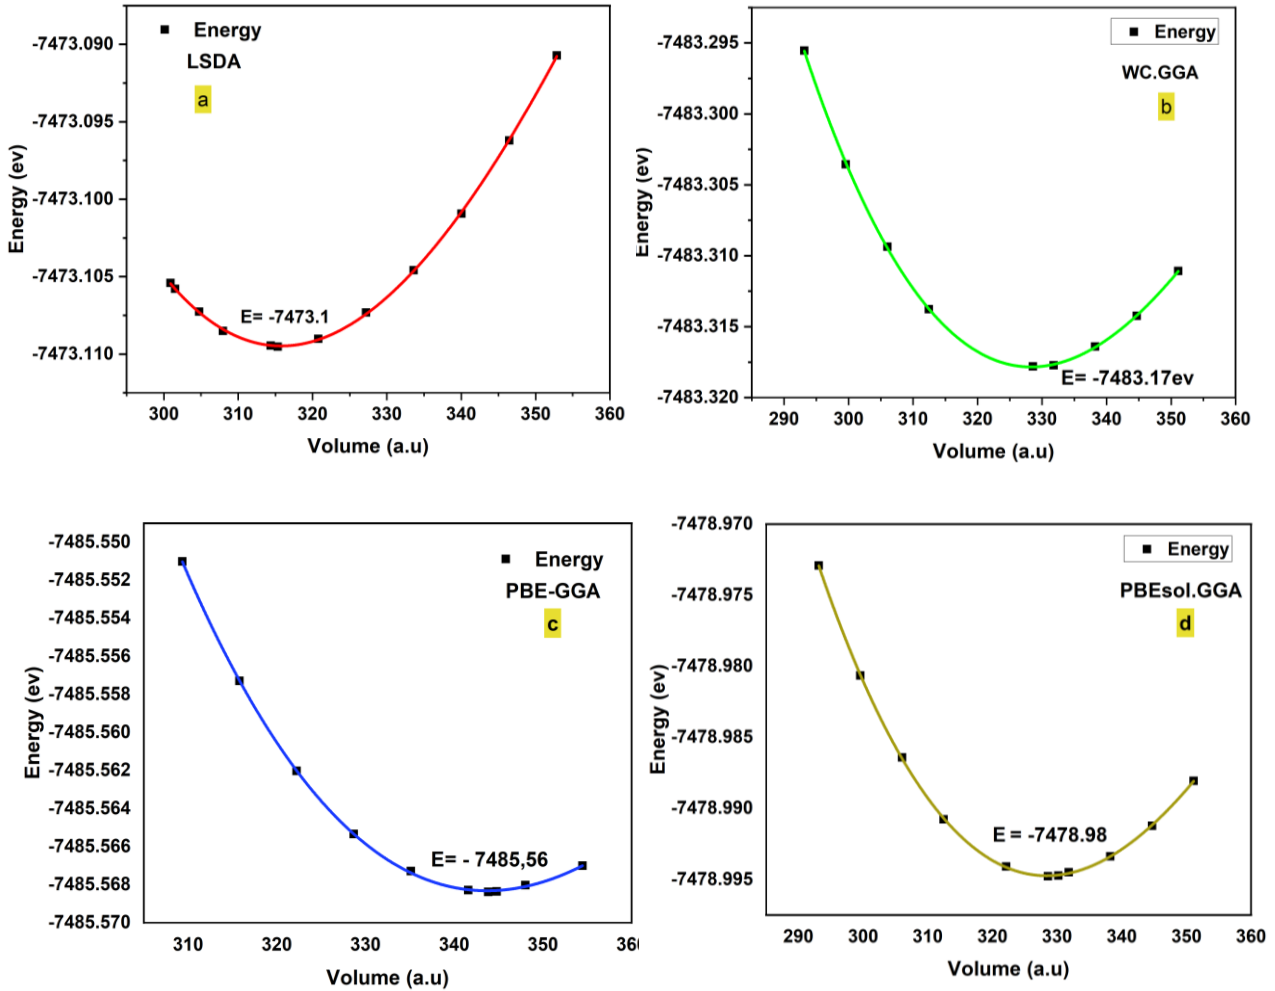 Energy
LSDA
a
E= -7473.1
-7473.090
-7473.095
-7473.100
-7473.105
-7473.110
Energy (ev)
300 310 320 330 340 350 360
Volume (a.u)
Energy
WC.GGA
b
E= -7483.17ev
-7483.295
-7483.300
-7483.305
-7483.310
-7483.315
-7483.320
Energy (ev)
290 300 310 320 330 340 350 360
Volume (a.u)
Energy
PBE-GGA
c
E= - 7485,56
-7485.550
-7485.552
-7485.554
-7485.556
-7485.558
-7485.560
-7485.562
-7485.564
-7485.566
-7485.568
-7485.570
Energy (ev)
310 320 330 340 350 36
Volume (a.u)
Energy
PBEsol.GGA
d
E = -7478.98
-7478.970
-7478.975
-7478.980
-7478.985
-7478.990
-7478.995
Energy (ev)
290 300 310 320 330 340 350 360
Volume (a.u)